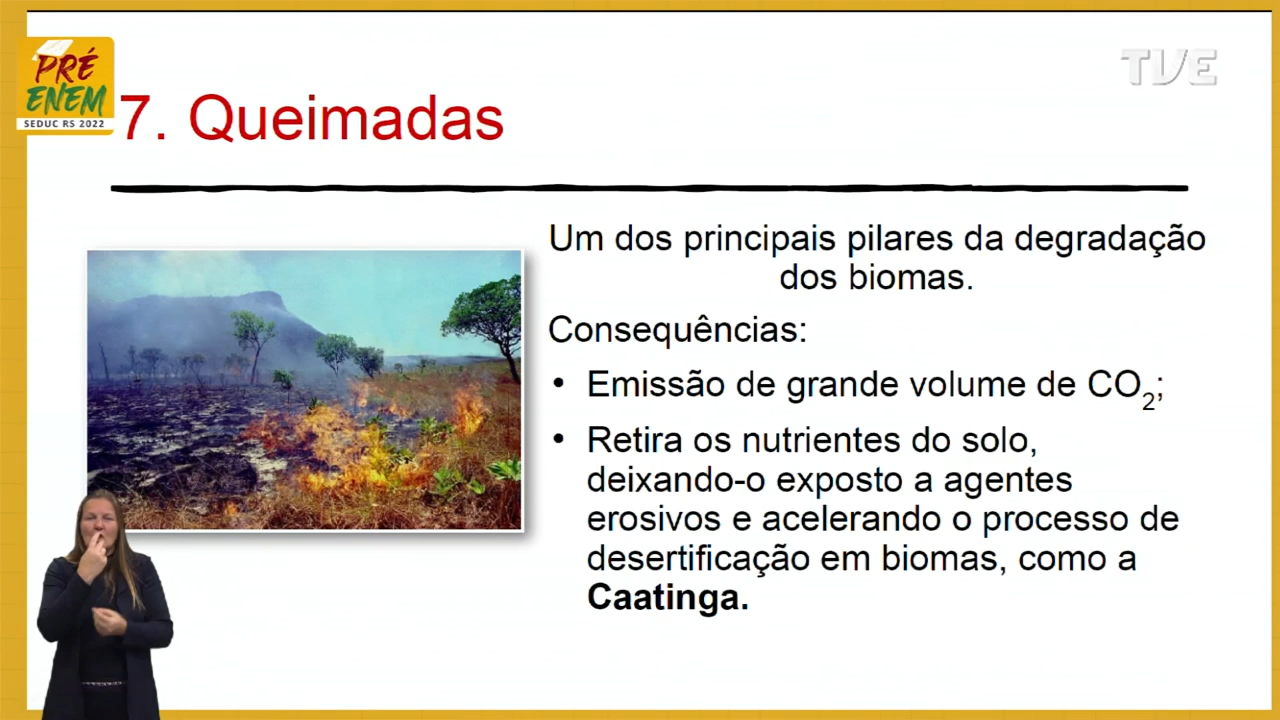 PRÉ
ENEM
SEDUC RS 2022
TVE
7. Queimadas
Um dos principais pilares da degradação
dos biomas.
Consequências:
• Emissão de grande volume de CO₂;
• Retira os nutrientes do solo,
deixando-o exposto a agentes
erosivos e acelerando o processo de
desertificação em biomas, como a
Caatinga.